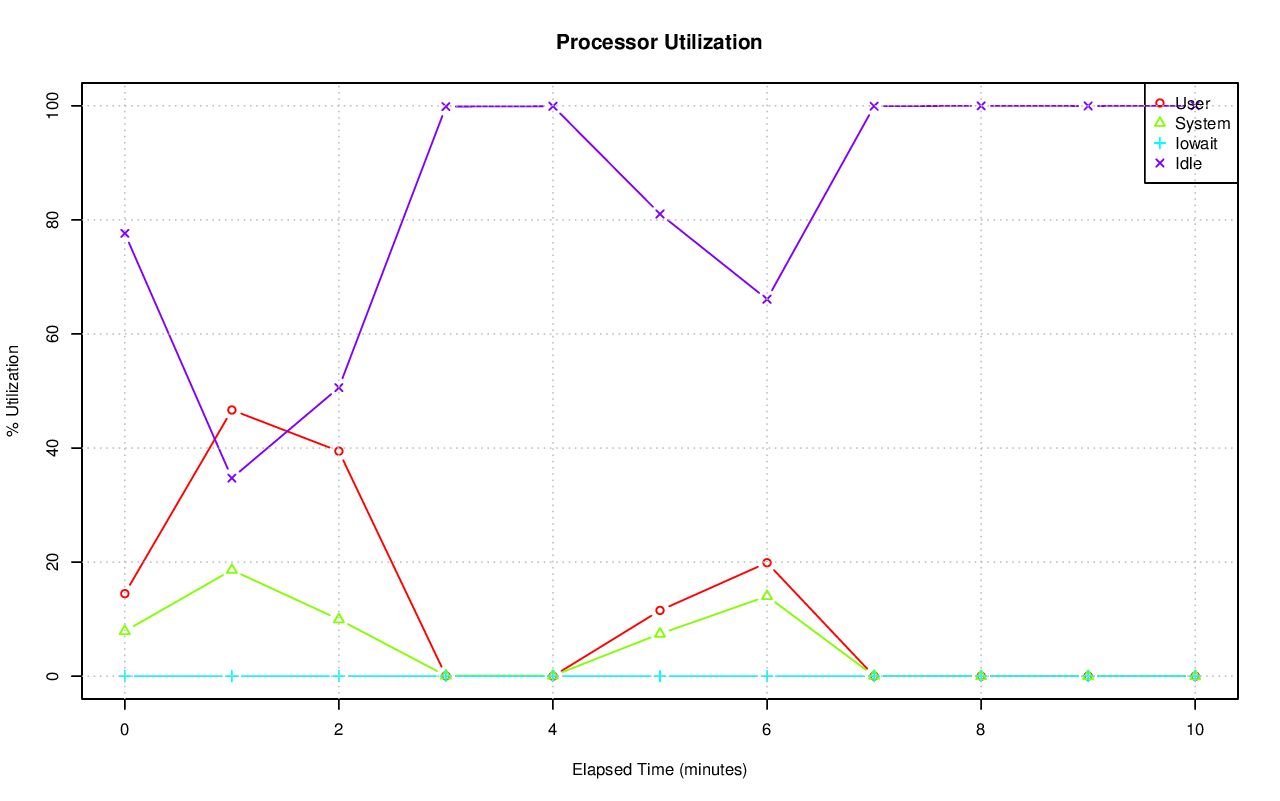 Processor Utilization
% Utilization
100
80
60
40
20
0
User
System
Iowait
Idle
0 2 4 6 8 10
Elapsed Time (minutes)